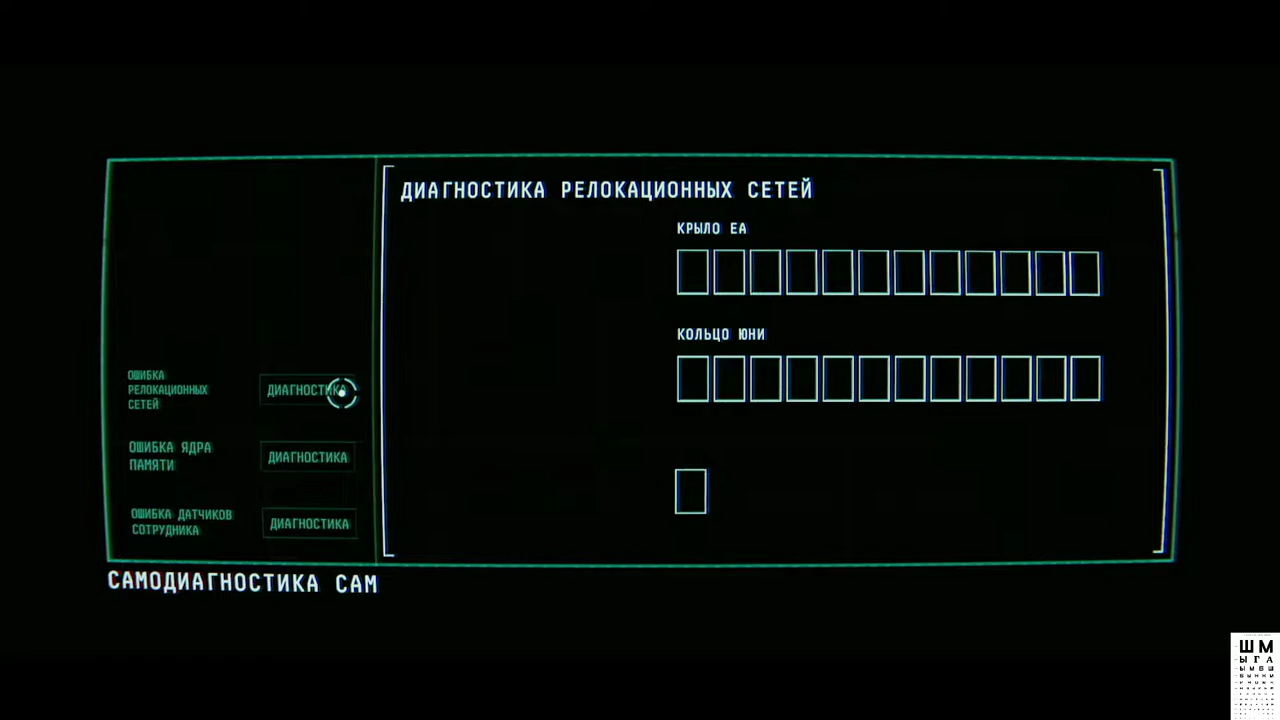 ДИАГНОСТИКА РЕЛОКАЦИОННЫХ СЕТЕЙ
КРЫЛО ЕА
КОЛЬЦО ЮНИ
ОШИБКА
РЕЛОКАЦИОННЫХ
СЕТЕЙ
ДИАГНОСТИКА
ОШИБКА ЯДРА
ПАМЯТИ
ДИАГНОСТИКА
ОШИБКА ДАТЧИКОВ
СОТРУДНИКА
ДИАГНОСТИКА
САМОДИАГНОСТИКА САМ
Ш М
Ы Г А
Ы М Б Ш